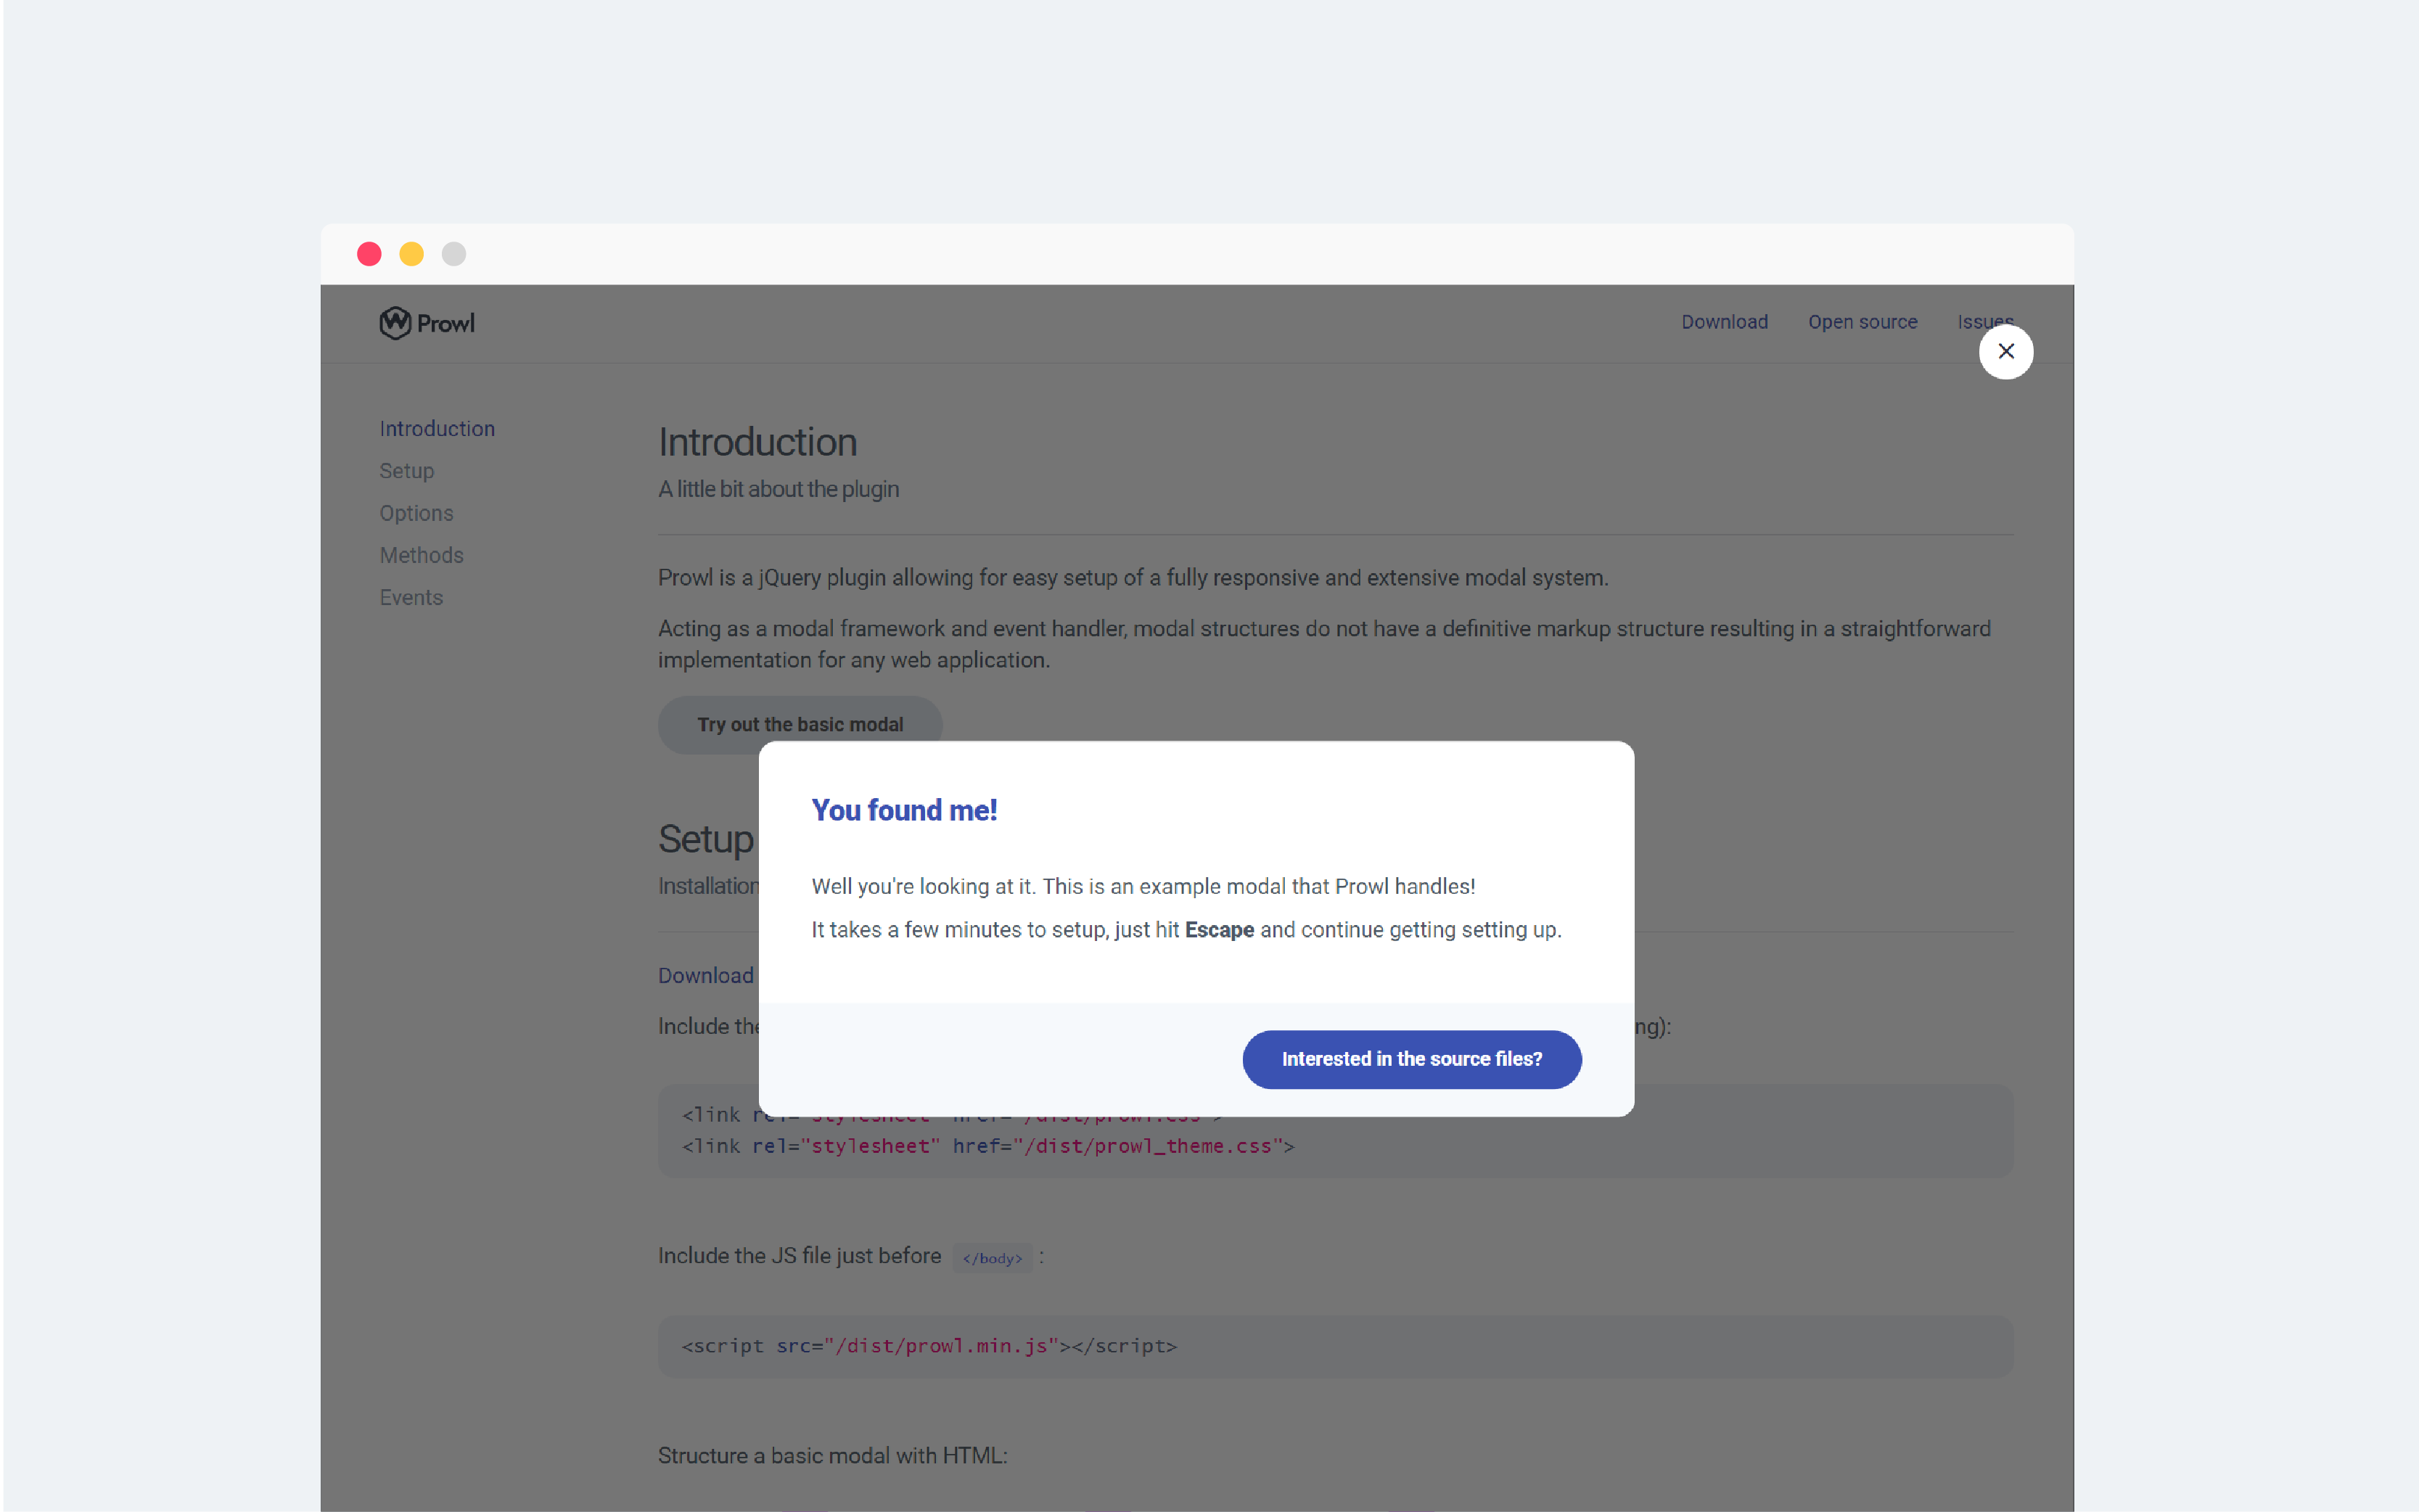 Prowl
Download Open source Issues
Introduction
Setup
Options
Methods
Events
Introduction
A little bit about the plugin
Prowl is a jQuery plugin allowing for easy setup of a fully responsive and extensive modal system.
Acting as a modal framework and event handler, modal structures do not have a definitive markup structure resulting in a straightforward
implementation for any web application.
Try out the basic modal
You found me!
Well you're looking at it. This is an example modal that Prowl handles!
It takes a few minutes to setup, just hit Escape and continue getting setting up.
Interested in the source files?
Setup
Installation
Download
Include the
ng):
<link rel="stylesheet" href="/dist/prowl.css">
<link rel="stylesheet" href="/dist/prowl_theme.css">
Include the JS file just before </body> :
<script src="/dist/prowl.min.js"></script>
Structure a basic modal with HTML: